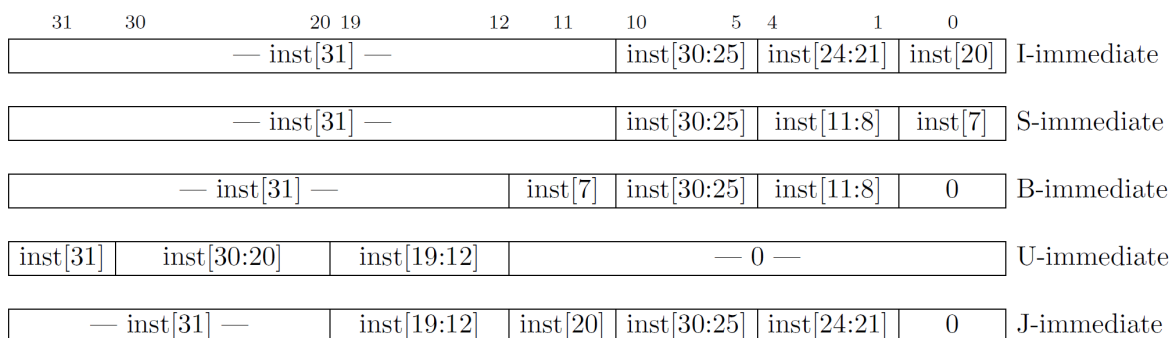 31 30 20 19 12 11 10 5 4 1 0
— inst[31] — inst[30:25] inst[24:21] inst[20] I-immediate
— inst[31] — inst[30:25] inst[11:8] inst[7] S-immediate
— inst[31] — inst[7] inst[30:25] inst[11:8] 0 B-immediate
inst[31] inst[30:20] inst[19:12] — 0 — U-immediate
— inst[31] — inst[19:12] inst[20] inst[30:25] inst[24:21] 0 J-immediate